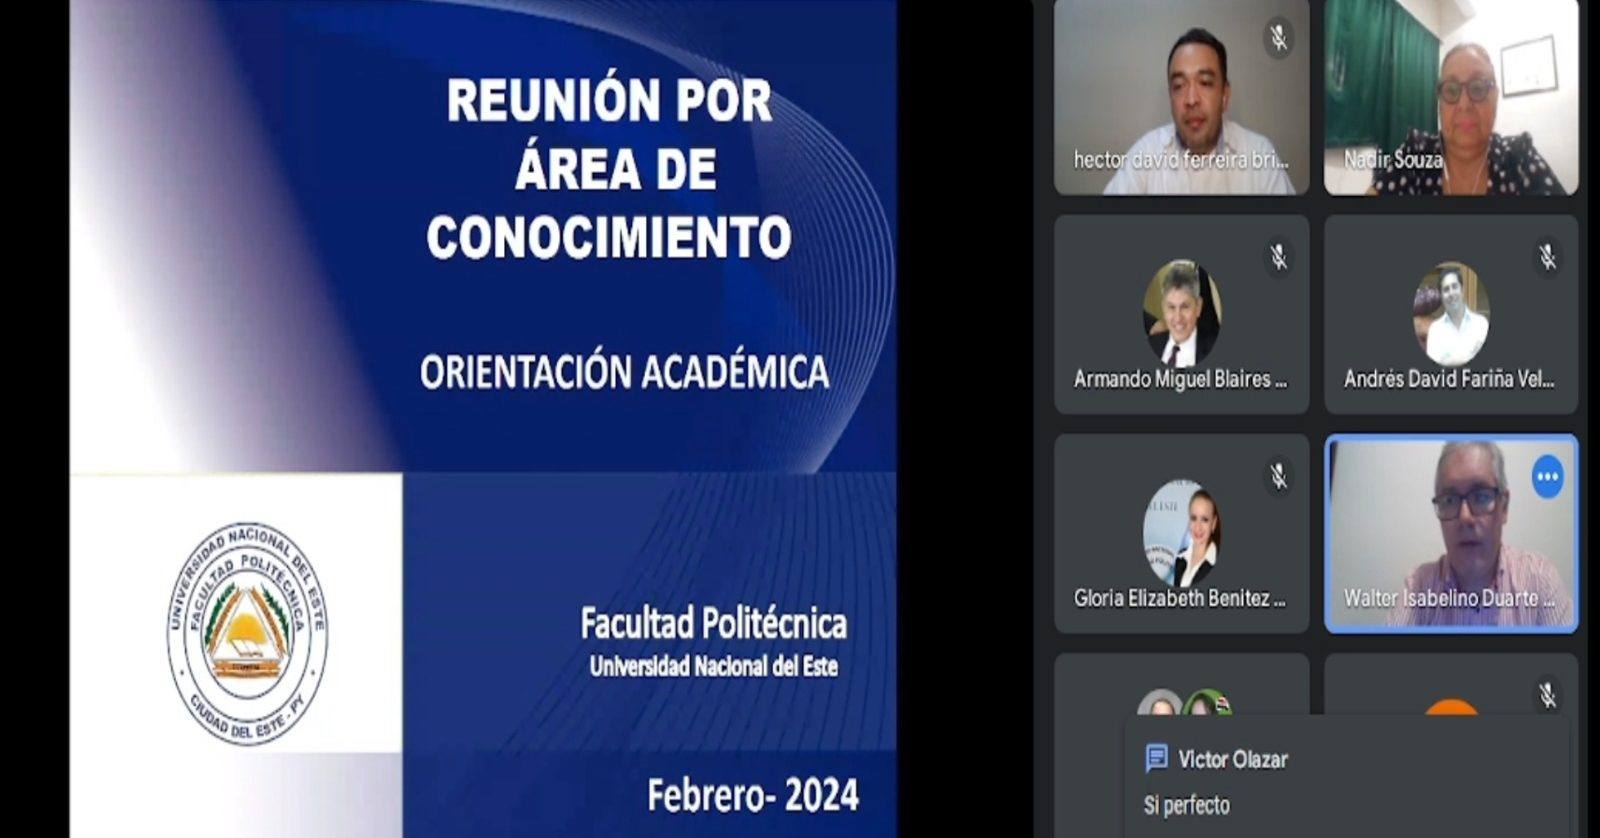 REUNIÓN POR
ÁREA DE
CONOCIMIENTO
ORIENTACIÓN ACADÉMICA
UNIVERSIDAD NACIONAL DEL ESTE
FACULTAD POLITÉCNICA
CIUDAD DEL ESTE - PY
Facultad Politécnica
Universidad Nacional del Este
Febrero- 2024
hector david ferreira bri...
Nadir Souza
Armando Miguel Blaires ...
Andrés David Fariña Vel...
Gloria Elizabeth Benitez ...
Walter Isabelino Duarte ...
Victor Olazar
Si perfecto